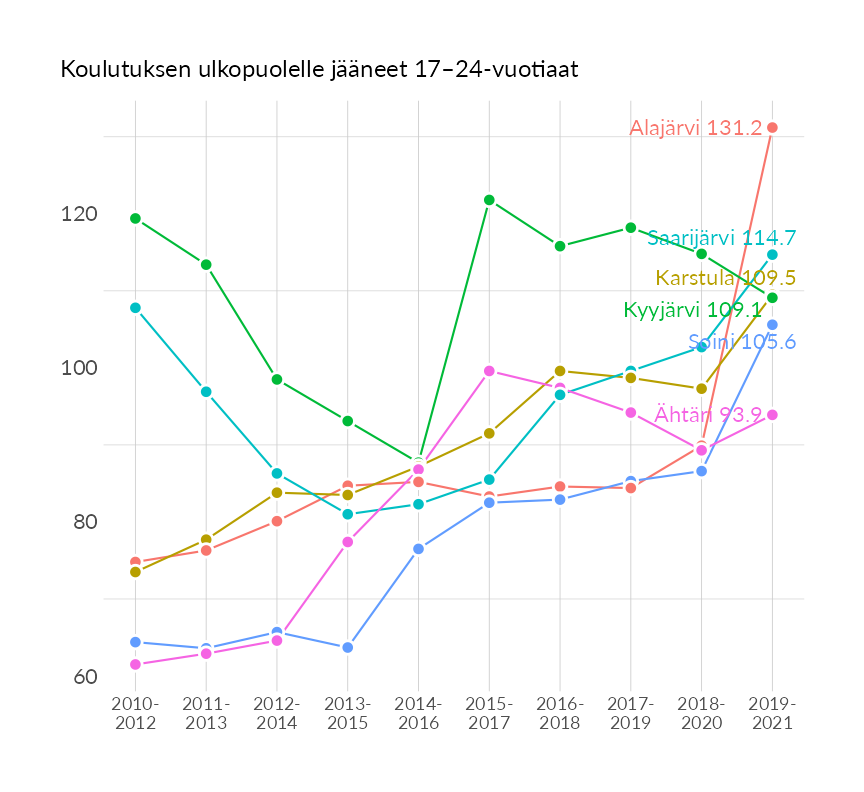 Koulutuksen ulkopuolelle jääneet 17–24-vuotiaat
Alajärvi 131.2
120
Saarijärvi 114.7
Karstula 109.5
Kyyjärvi 109.1
Soini 105.6
100
Ähtäri 93.9
80
60
2010- 2011- 2012- 2013- 2014- 2015- 2016- 2017- 2018- 2019-
2012 2013 2014 2015 2016 2017 2018 2019 2020 2021